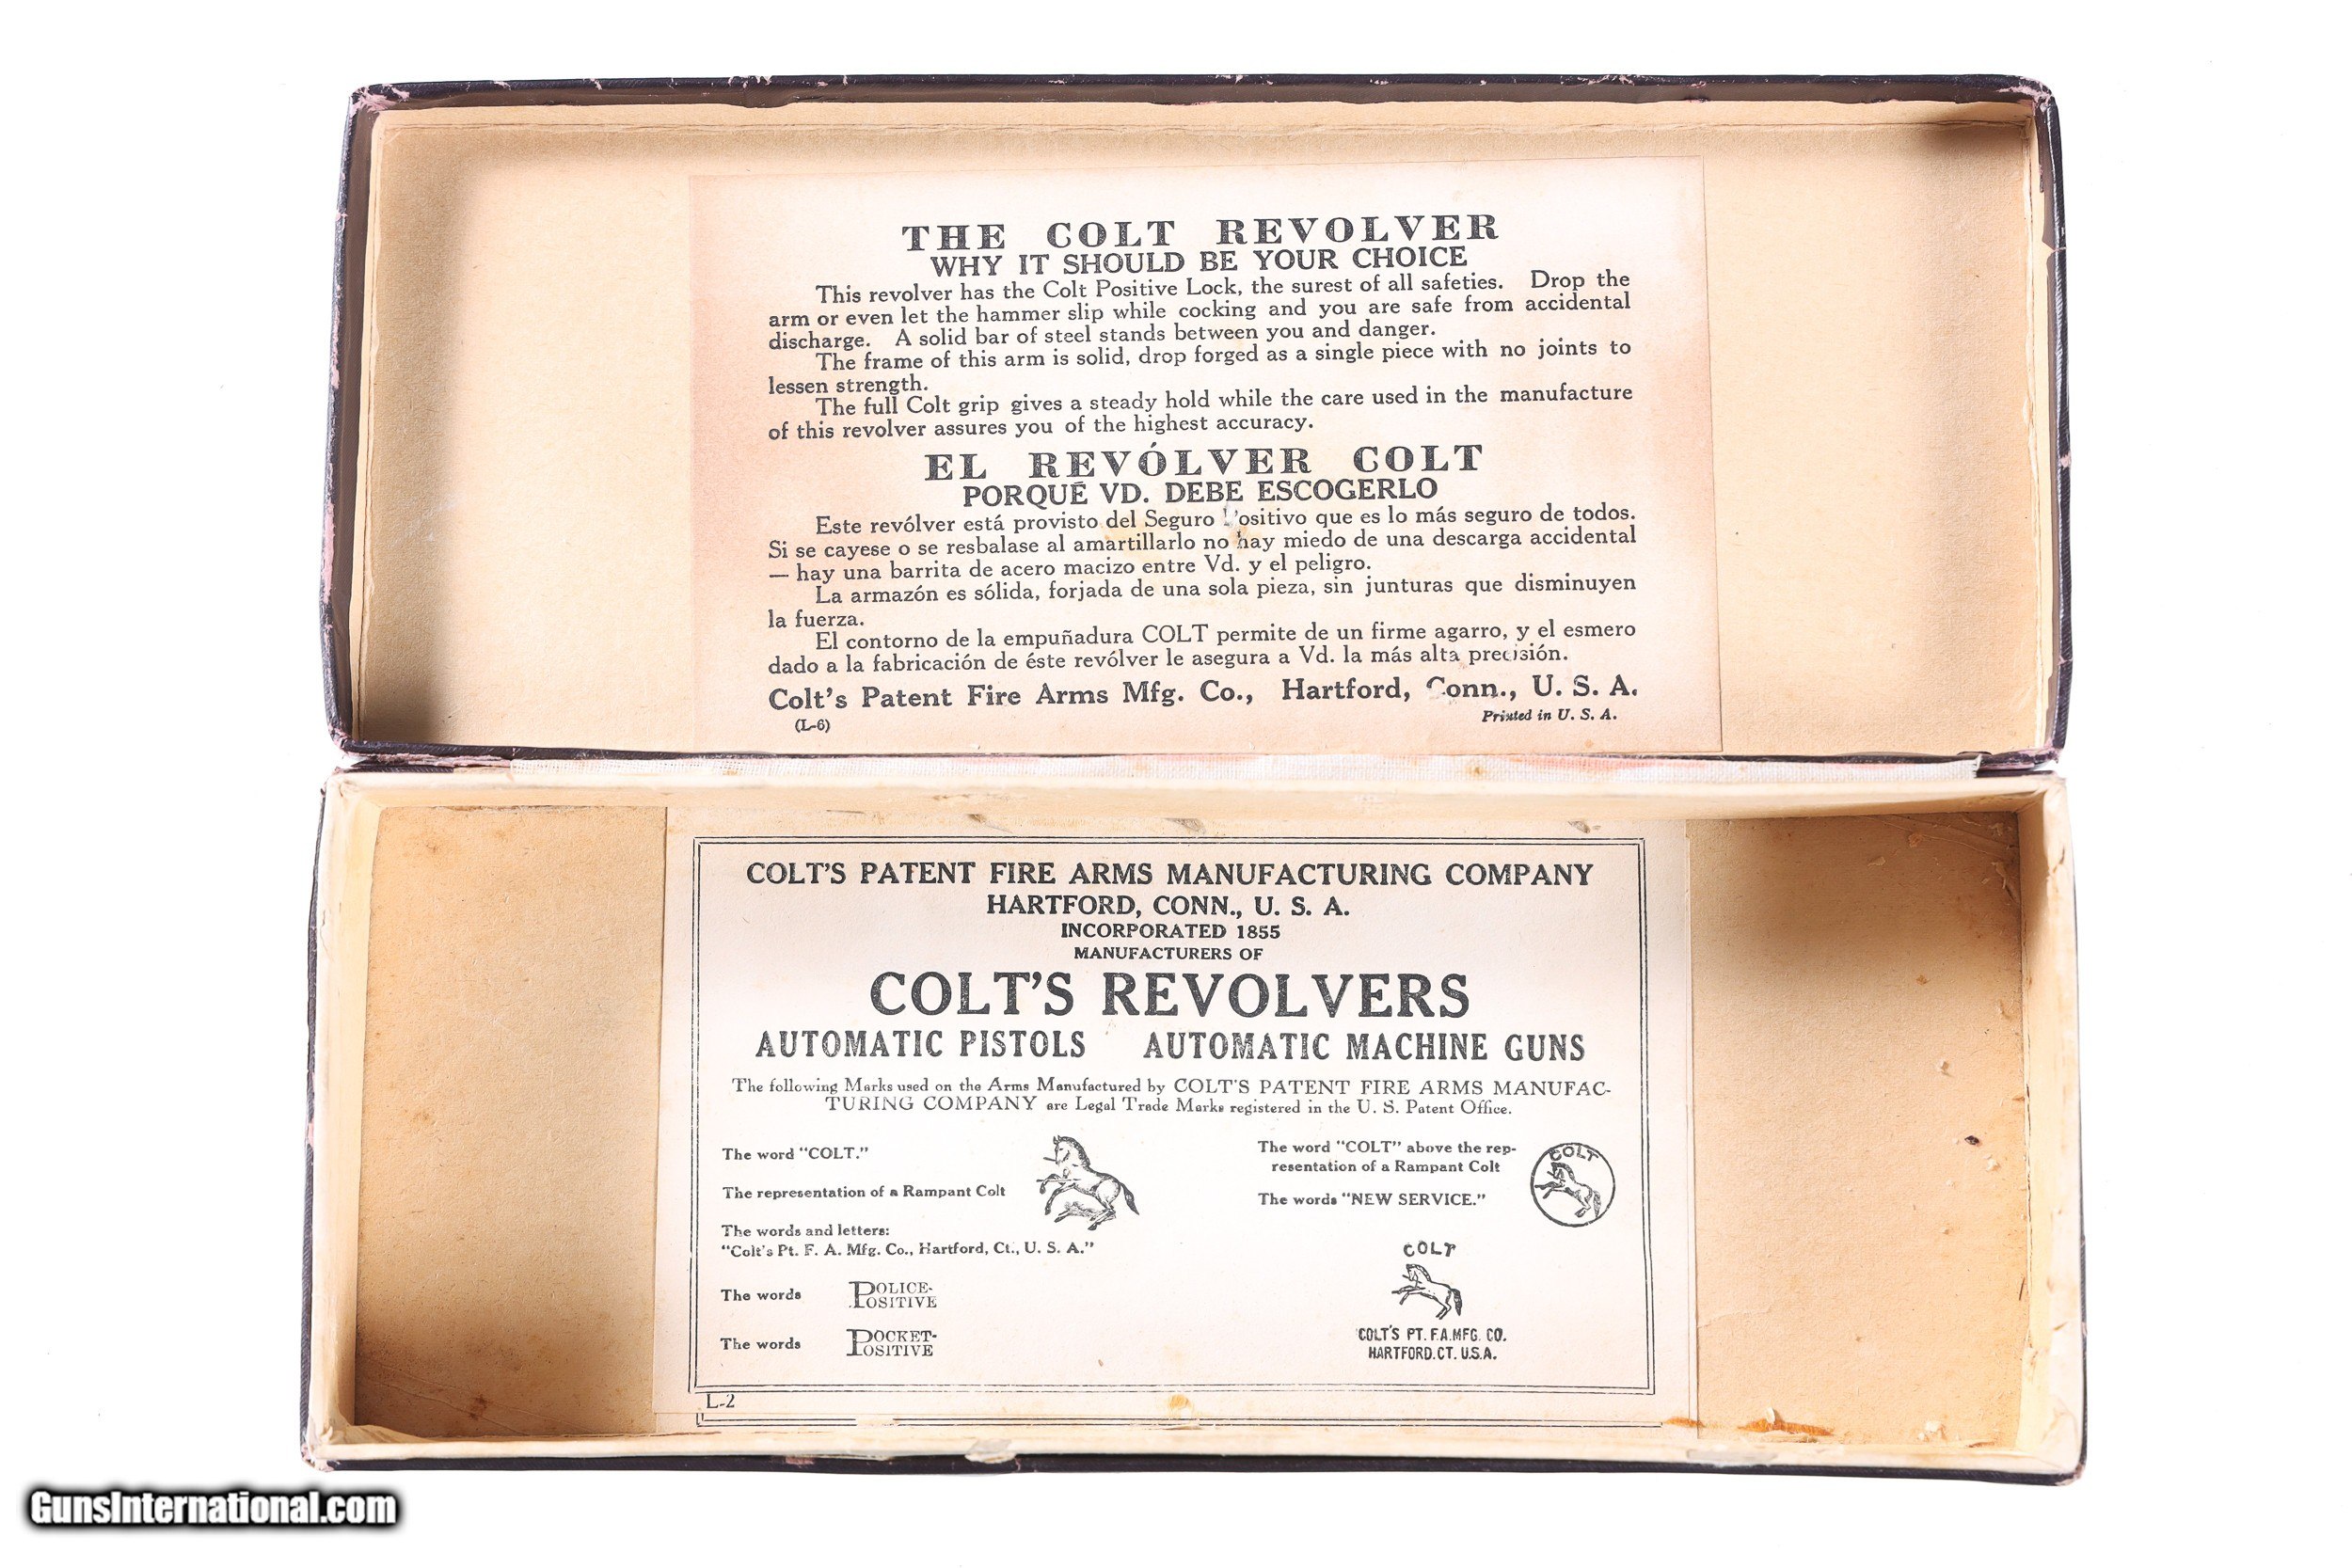 THE COLT REVOLVER
WHY IT SHOULD BE YOUR CHOICE
This revolver has the Colt Positive Lock, the surest of all safeties. Drop the
arm or even let the hammer slip while cocking and you are safe from accidental
discharge. A solid bar of steel stands between you and danger.
The frame of this arm is solid, drop forged as a single piece with no joints to
lessen strength.
The full Colt grip gives a steady hold while the care used in the manufacture
of this revolver assures you of the highest accuracy.
EL REVÓLVER COLT
PORQUÉ VD. DEBE ESCOGERLO
Este revólver está provisto del Seguro Positivo que es lo más seguro de todos.
Si se cayese o se resbalase al amartillarlo no hay miedo de una descarga accidental
— hay una barrita de acero macizo entre Vd. y el peligro.
La armazón es sólida, forjada de una sola pieza, sin junturas que disminuyen
la fuerza.
El contorno de la empuñadura COLT permite de un firme agarro, y el esmero
dado a la fabricación de éste revólver le asegura a Vd. la más alta precisión.
Colt's Patent Fire Arms Mfg. Co., Hartford, Conn., U. S. A.
(L-6) Printed in U. S. A.
COLT'S PATENT FIRE ARMS MANUFACTURING COMPANY
HARTFORD, CONN., U. S. A.
INCORPORATED 1855
MANUFACTURERS OF
COLT'S REVOLVERS
AUTOMATIC PISTOLS AUTOMATIC MACHINE GUNS
The following Marks used on the Arms Manufactured by COLT'S PATENT FIRE ARMS MANUFAC-
TURING COMPANY are Legal Trade Marks registered in the U. S. Patent Office.
The word "COLT."
The representation of a Rampant Colt
The words and letters:
"Colt's Pt. F. A. Mfg. Co., Hartford, Ct., U. S. A."
The words POLICE-
POSITIVE
The words POCKET-
POSITIVE
The word "COLT" above the rep-
resentation of a Rampant Colt
COLT
The words "NEW SERVICE."
COLT
COLT'S PT. F.A.MFG. CO.
HARTFORD.CT. U.S.A.
L-2
GunsInternational.com